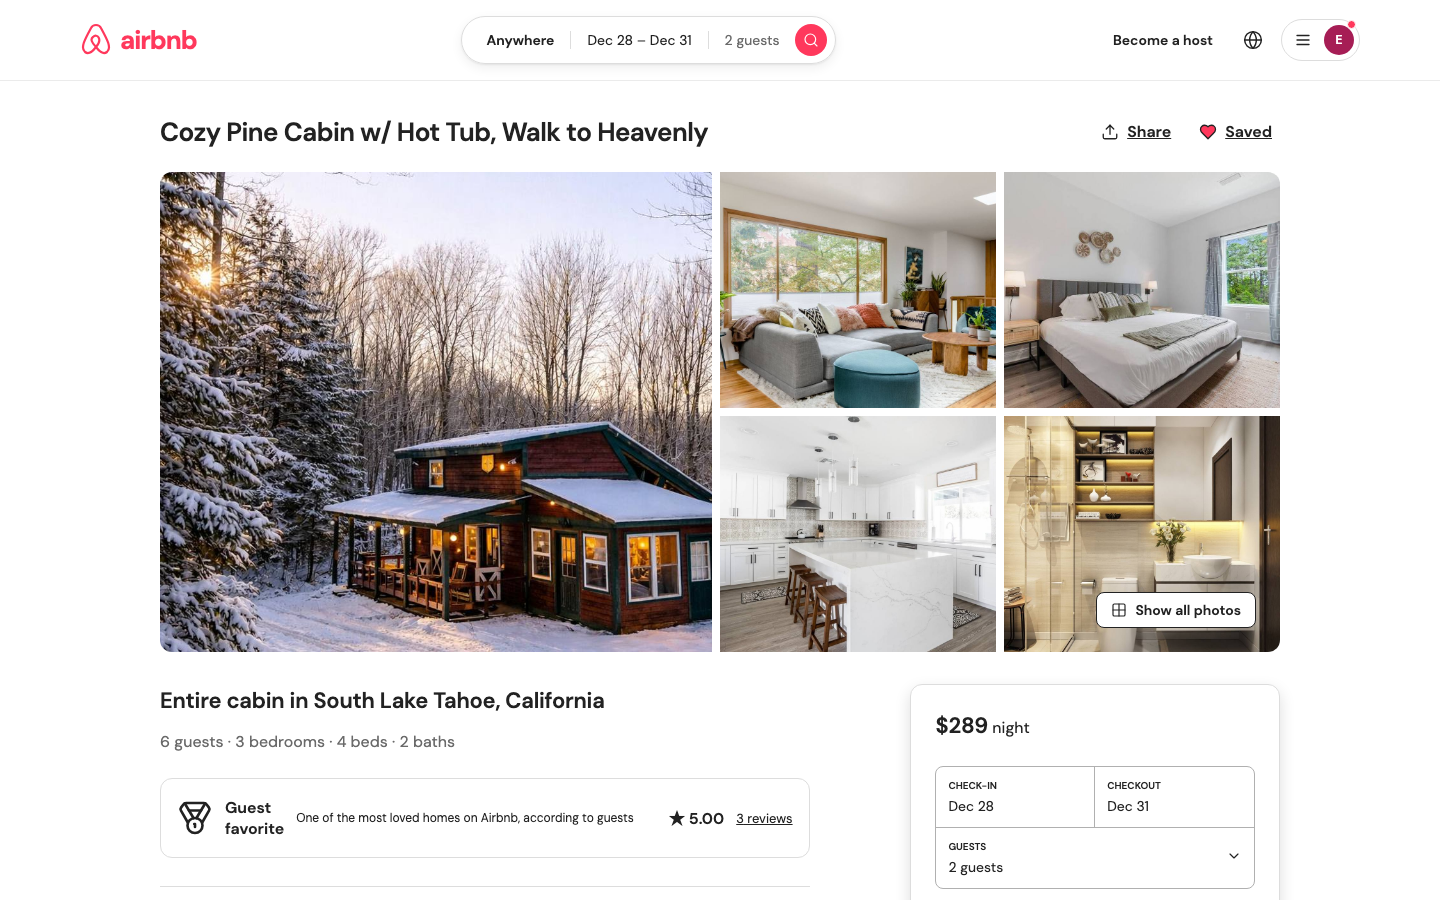 airbnb
Anywhere
Dec 28 – Dec 31
2 guests
Become a host
E
Cozy Pine Cabin w/ Hot Tub, Walk to Heavenly
Share
Saved
Show all photos
Entire cabin in South Lake Tahoe, California
6 guests · 3 bedrooms · 4 beds · 2 baths
Guest favorite
One of the most loved homes on Airbnb, according to guests
★ 5.00
3 reviews
$289 night
CHECK-IN
Dec 28
CHECKOUT
Dec 31
GUESTS
2 guests